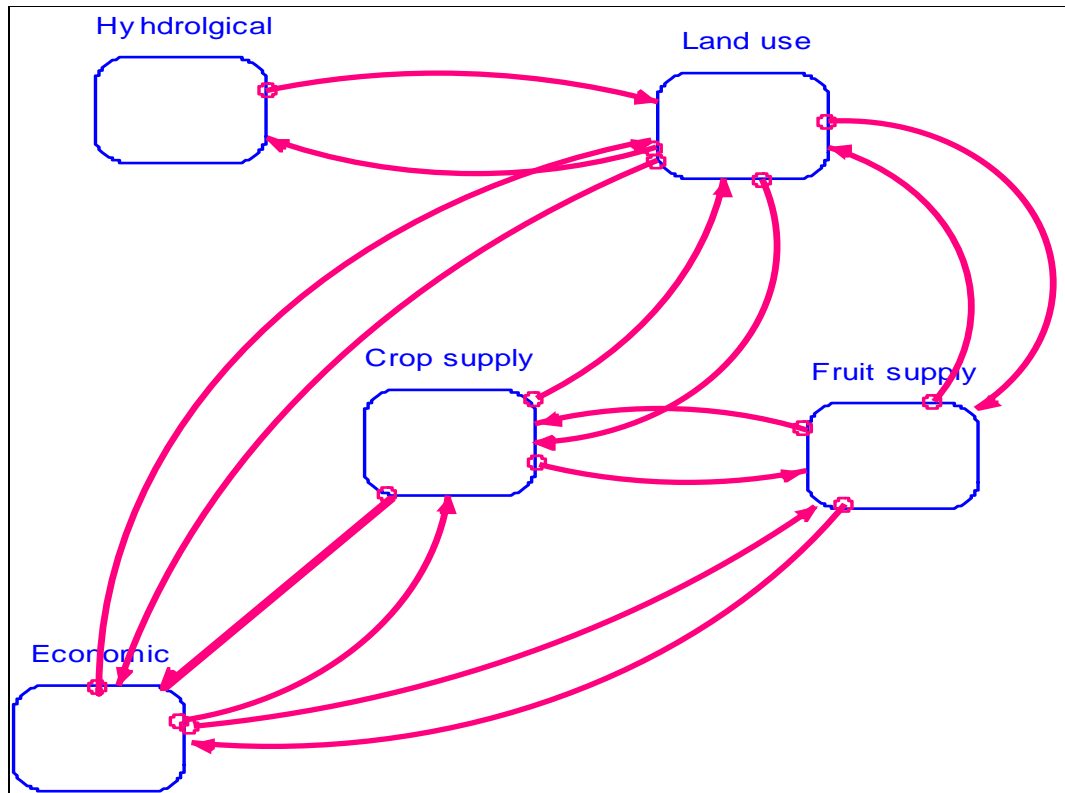 Hy hdrolgical
Land use
Crop supply
Fruit supply
Economic